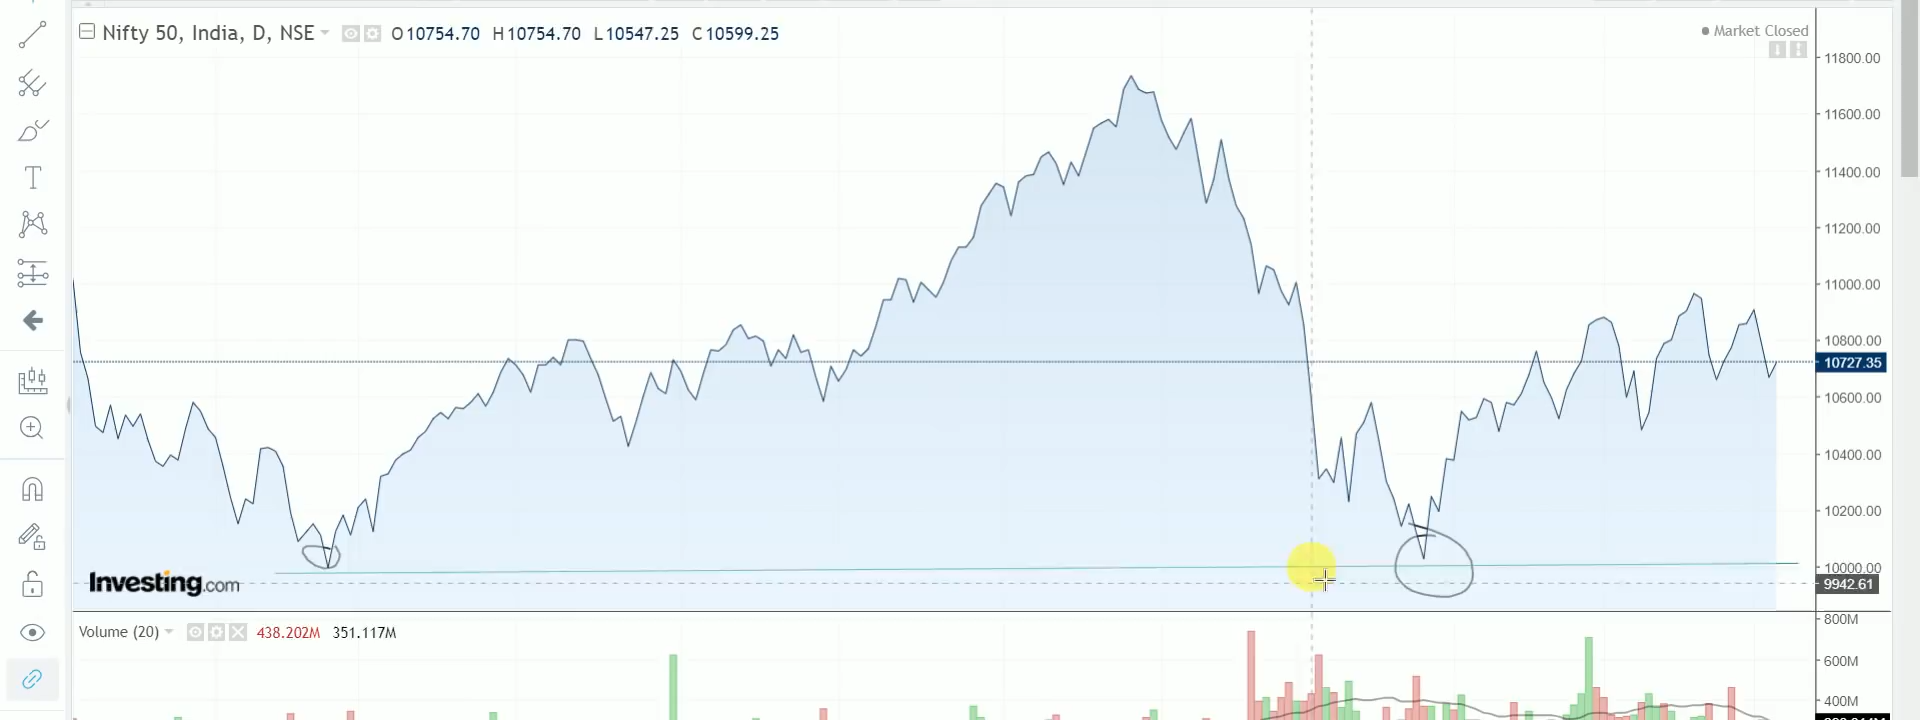 Nifty 50, India, D, NSE O10754.70 H10754.70 L10547.25 C10599.25
Market Closed
11800.00
11600.00
11400.00
11200.00
11000.00
10800.00
10727.35
10600.00
10400.00
10200.00
10000.00
9942.61
Investing.com
Volume (20) 438.202M 351.117M
800M
600M
400M